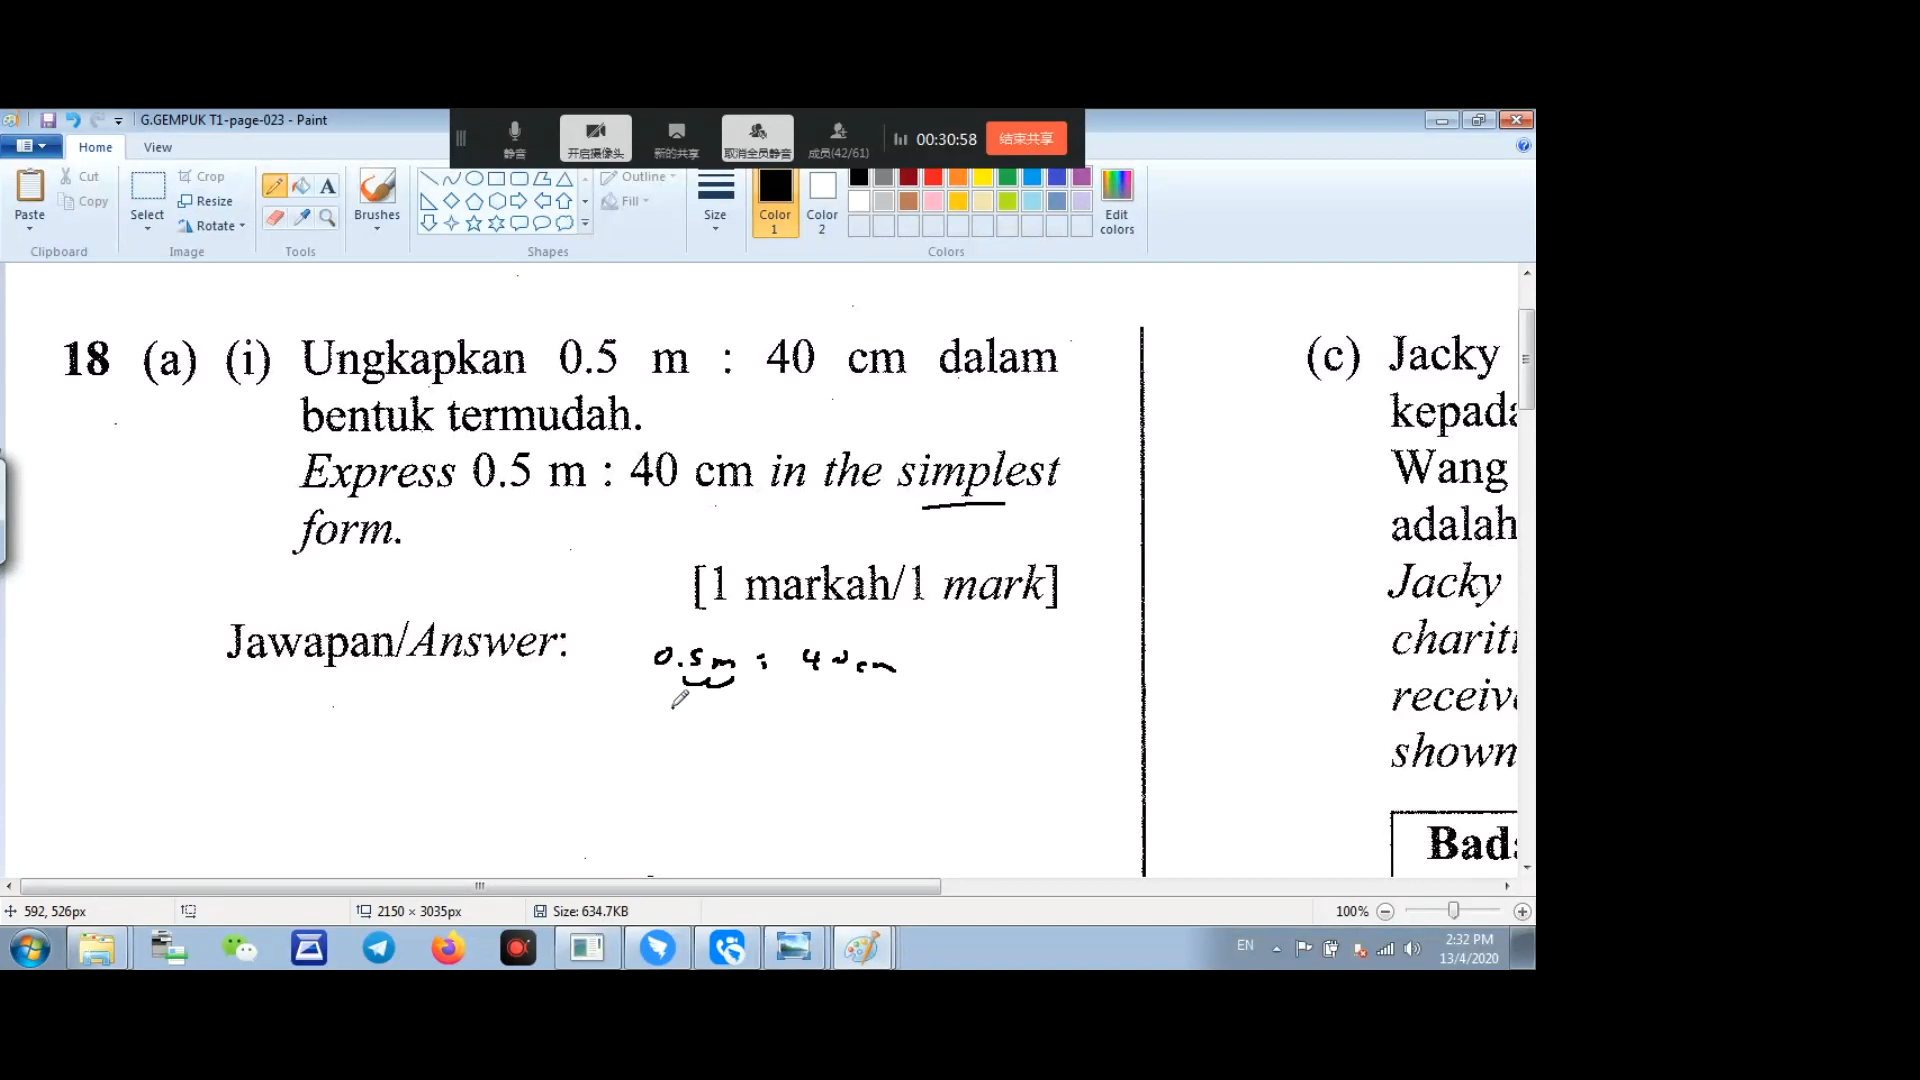 G.GEMPUK T1-page-023 - Paint
静音
开启摄像头
新的共享
取消全员静音
成员(42/61)
00:30:58
结束共享
Home
View
Paste
Cut
Copy
Clipboard
Select
Crop
Resize
Rotate
Image
A
Tools
Brushes
Outline
Fill
Shapes
Size
Color 1
Color 2
Edit colors
Colors
18 (a) (i) Ungkapkan 0.5 m : 40 cm dalam
bentuk termudah.
Express 0.5 m : 40 cm in the simplest
form.
[1 markah/1 mark]
Jawapan/Answer:
0.5m : 40cm
(c) Jacky
kepada
Wang
adalah
Jacky
chariti
receive
shown
Bada
592, 526px
2150 × 3035px
Size: 634.7KB
100%
EN
2:32 PM
13/4/2020